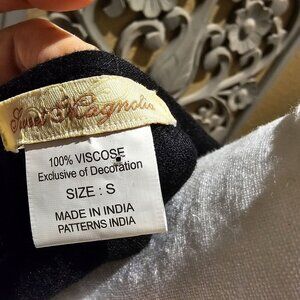 Magnolia
100% VISCOSE
Exclusive of Decoration
SIZE : S
MADE IN INDIA
PATTERNS INDIA